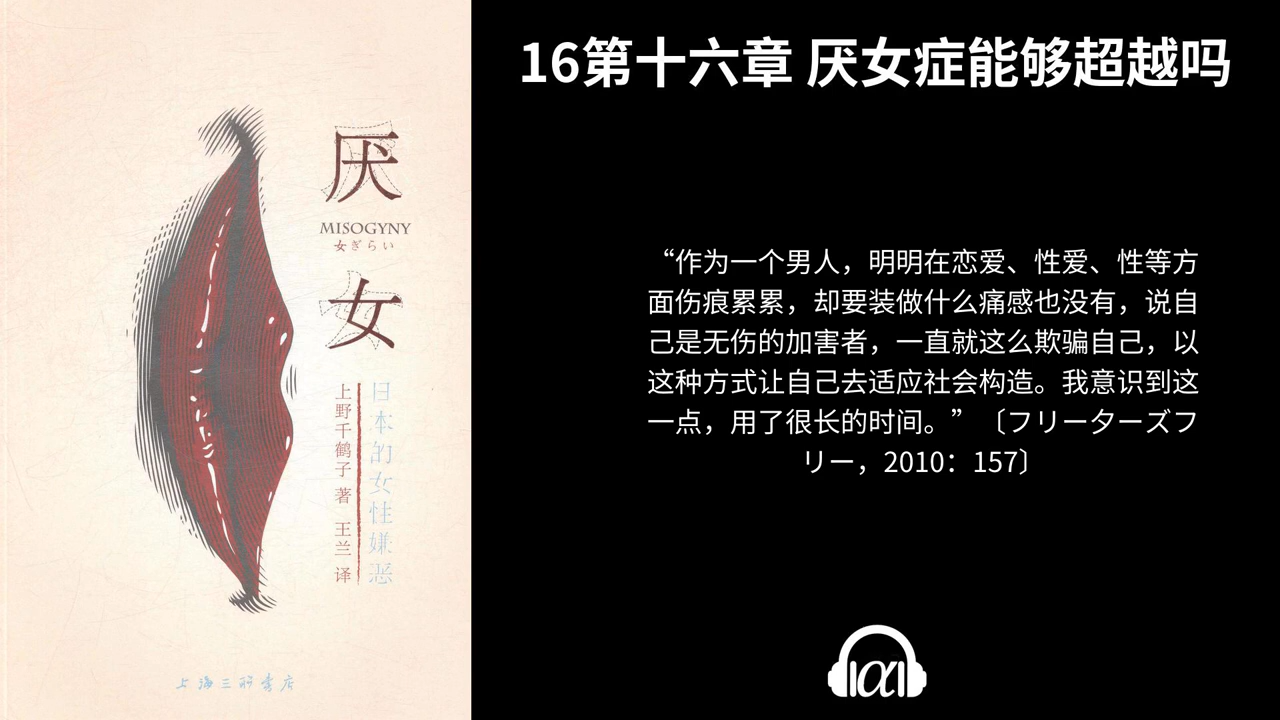 16第十六章 厌女症能够超越吗
厌
MISOGYNY
女ぎらい
女
日本的女性嫌恶
上野千鹤子 著 王兰 译
上海三联书店
“作为一个男人，明明在恋爱、性爱、性等方
面伤痕累累，却要装做什么痛感也没有，说自
己是无伤的加害者，一直就这么欺骗自己，以
这种方式让自己去适应社会构造。我意识到这
一点，用了很长的时间。” 〔フリーターズフ
リー，2010：157〕
α